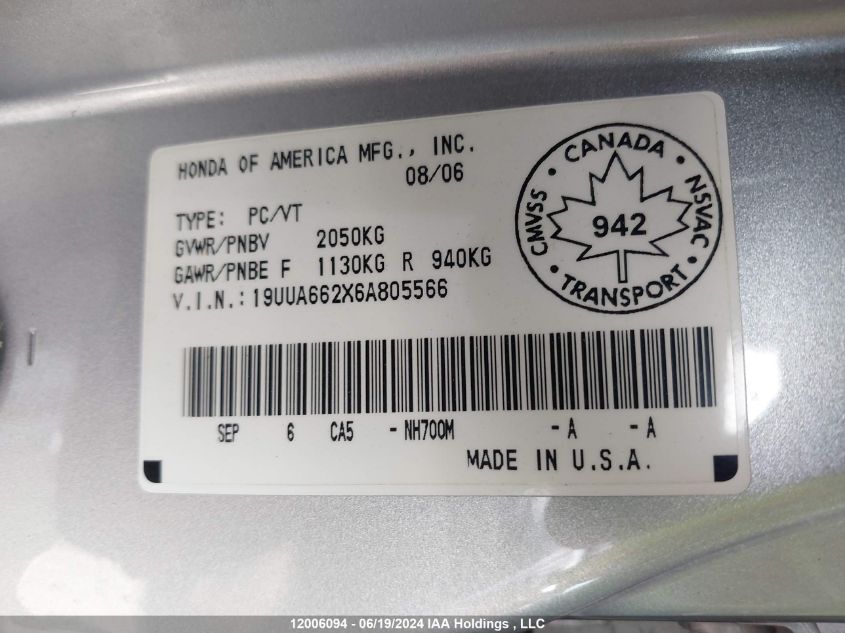 HONDA OF AMERICA MFG., INC.
08/06
TYPE: PC/VT
GVWR/PNBV 2050KG
GAWR/PNBE F 1130KG R 940KG
V.I.N.: 19UUA662X6A805566
CANADA
CMVSS
NSVAC
942
TRANSPORT
SEP 6 CA5 -NH700M -A -A
MADE IN U.S.A.
12006094 - 06/19/2024 IAA Holdings , LLC